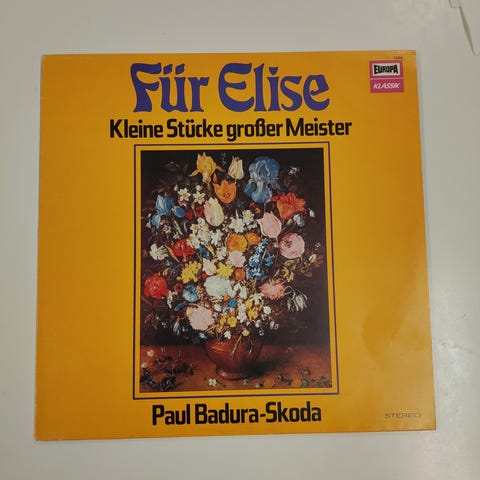 Für Elise
EUROPA
KLASSIK
Kleine Stücke großer Meister
Paul Badura-Skoda
STEREO